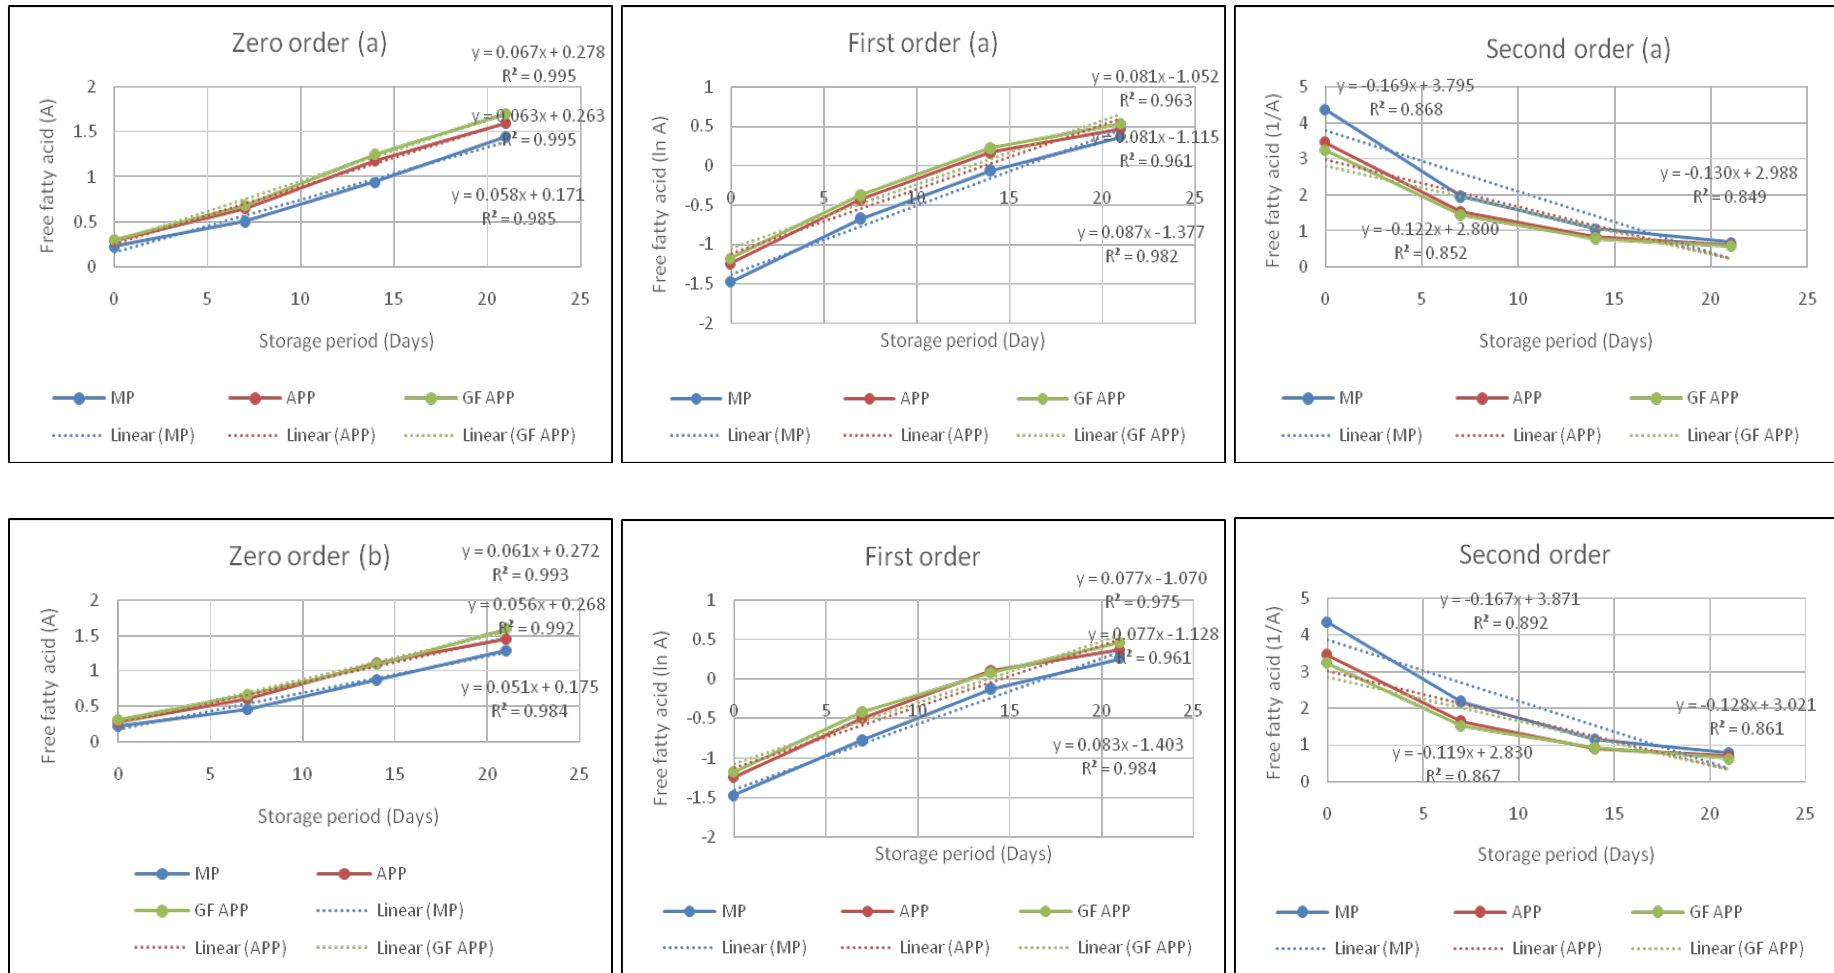 Zero order (a)
y = 0.067x + 0.278
R² = 0.995
y = 0.063x + 0.263
R² = 0.995
y = 0.058x + 0.171
R² = 0.985
Free fatty acid (A)
2
1.5
1
0.5
0
0 5 10 15 20 25
Storage period (Days)
MP APP GF APP
Linear (MP) Linear (APP) Linear (GF APP)
First order (a)
y = 0.081x - 1.052
R² = 0.963
y = 0.081x - 1.115
R² = 0.961
y = 0.087x - 1.377
R² = 0.982
Free fatty acid (ln A)
1
0.5
0
-0.5
-1
-1.5
-2
0 5 10 15 20 25
Storage period (Day)
MP APP GF APP
Linear (MP) Linear (APP) Linear (GF APP)
Second order (a)
y = -0.169x + 3.795
R² = 0.868
y = -0.130x + 2.988
R² = 0.849
y = -0.122x + 2.800
R² = 0.852
Free fatty acid (1/A)
5
4
3
2
1
0
0 5 10 15 20 25
Storage period (Days)
MP APP GF APP
Linear (MP) Linear (APP) Linear (GF APP)
Zero order (b)
y = 0.061x + 0.272
R² = 0.993
y = 0.056x + 0.268
R² = 0.992
y = 0.051x + 0.175
R² = 0.984
Free fatty acid (A)
2
1.5
1
0.5
0
0 5 10 15 20 25
Storage period (Days)
MP APP
GF APP Linear (MP)
Linear (APP) Linear (GF APP)
First order
y = 0.077x - 1.070
R² = 0.975
y = 0.077x - 1.128
R² = 0.961
y = 0.083x - 1.403
R² = 0.984
Free fatty acid (ln A)
1
0.5
0
-0.5
-1
-1.5
-2
0 5 10 15 20 25
Storage period (Days)
MP APP GF APP
Linear (MP) Linear (APP) Linear (GF APP)
Second order
y = -0.167x + 3.871
R² = 0.892
y = -0.128x + 3.021
R² = 0.861
y = -0.119x + 2.830
R² = 0.867
Free fatty acid (1/A)
5
4
3
2
1
0
0 5 10 15 20 25
Storage period (Days)
MP APP GF APP
Linear (MP) Linear (APP) Linear (GF APP)